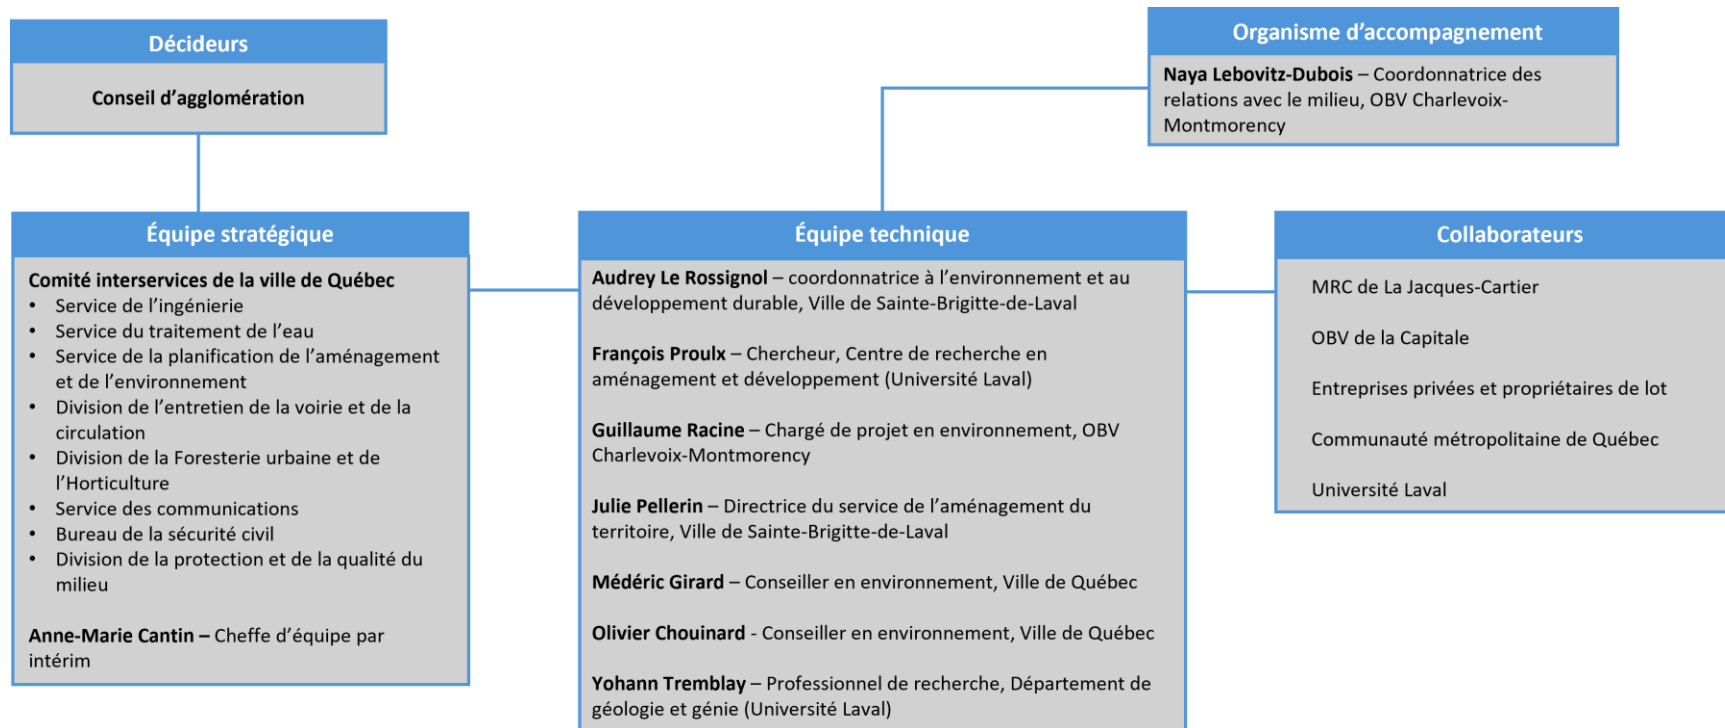 Décideurs
Conseil d’agglomération
Organisme d’accompagnement
Naya Lebovitz-Dubois – Coordonnatrice des
relations avec le milieu, OBV Charlevoix-
Montmorency
Équipe stratégique
Comité interservices de la ville de Québec
• Service de l’ingénierie
• Service du traitement de l’eau
• Service de la planification de l’aménagement
et de l’environnement
• Division de l’entretien de la voirie et de la
circulation
• Division de la Foresterie urbaine et de
l’Horticulture
• Service des communications
• Bureau de la sécurité civil
• Division de la protection et de la qualité du
milieu
Anne-Marie Cantin – Cheffe d’équipe par
intérim
Équipe technique
Audrey Le Rossignol – coordonnatrice à l’environnement et au
développement durable, Ville de Sainte-Brigitte-de-Laval
François Proulx – Chercheur, Centre de recherche en
aménagement et développement (Université Laval)
Guillaume Racine – Chargé de projet en environnement, OBV
Charlevoix-Montmorency
Julie Pellerin – Directrice du service de l’aménagement du
territoire, Ville de Sainte-Brigitte-de-Laval
Médéric Girard – Conseiller en environnement, Ville de Québec
Olivier Chouinard - Conseiller en environnement, Ville de Québec
Yohann Tremblay – Professionnel de recherche, Département de
géologie et génie (Université Laval)
Collaborateurs
MRC de La Jacques-Cartier
OBV de la Capitale
Entreprises privées et propriétaires de lot
Communauté métropolitaine de Québec
Université Laval